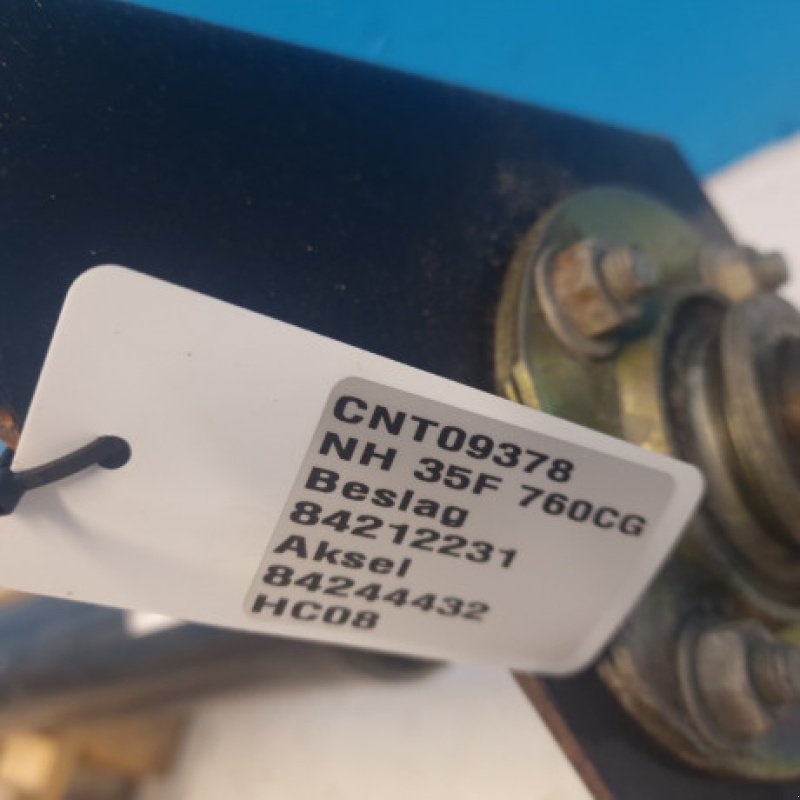 CNT09378
NH 35F 760CG
Beslag
84212231
Aksel
84244432
HC08